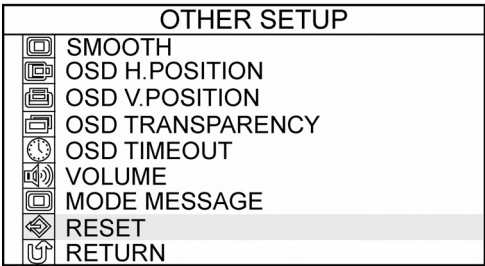 OTHER SETUP
SMOOTH
OSD H.POSITION
OSD V.POSITION
OSD TRANSPARENCY
OSD TIMEOUT
VOLUME
MODE MESSAGE
RESET
RETURN